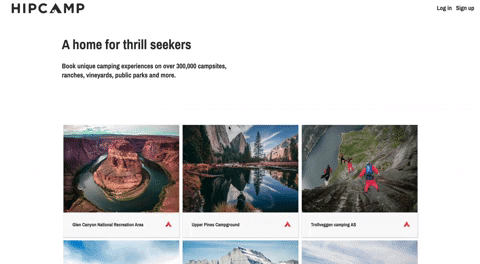 HIPCAMP
Log in Sign up
A home for thrill seekers
Book unique camping experiences on over 300,000 campsites,
ranches, vineyards, public parks and more.
Glen Canyon National Recreation Area
Upper Pines Campground
Trollveggen camping AS